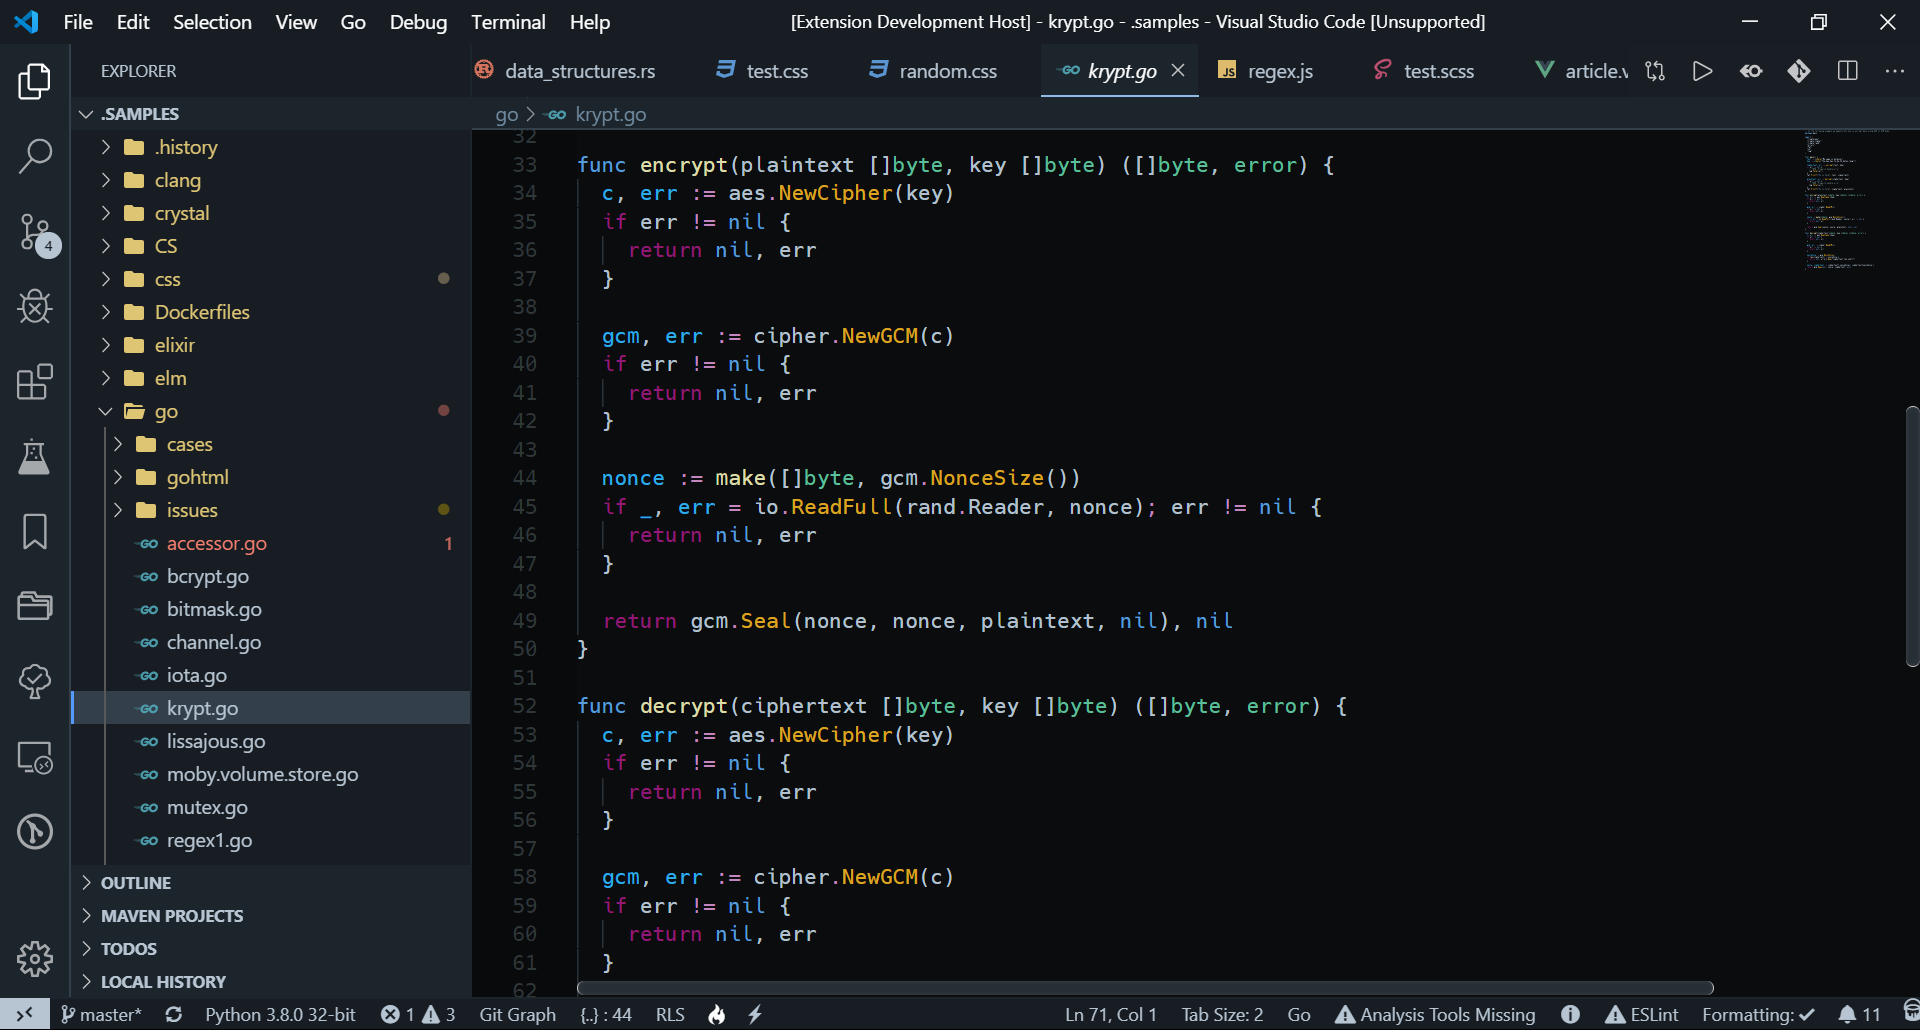 File Edit Selection View Go Debug Terminal Help
[Extension Development Host] - krypt.go - .samples - Visual Studio Code [Unsupported]
EXPLORER
data_structures.rs test.css random.css krypt.go regex.js test.scss article.v
.SAMPLES
go > krypt.go
.history
clang
crystal
4
CS
css
Dockerfiles
elixir
elm
go
cases
gohtml
issues
accessor.go 1
bcrypt.go
bitmask.go
channel.go
iota.go
krypt.go
lissajous.go
moby.volume.store.go
mutex.go
regex1.go
OUTLINE
MAVEN PROJECTS
TODOS
LOCAL HISTORY
32
33 func encrypt(plaintext []byte, key []byte) ([]byte, error) {
34 c, err := aes.NewCipher(key)
35 if err != nil {
36 return nil, err
37 }
38
39 gcm, err := cipher.NewGCM(c)
40 if err != nil {
41 return nil, err
42 }
43
44 nonce := make([]byte, gcm.NonceSize())
45 if _, err = io.ReadFull(rand.Reader, nonce); err != nil {
46 return nil, err
47 }
48
49 return gcm.Seal(nonce, nonce, plaintext, nil), nil
50 }
51
52 func decrypt(ciphertext []byte, key []byte) ([]byte, error) {
53 c, err := aes.NewCipher(key)
54 if err != nil {
55 return nil, err
56 }
57
58 gcm, err := cipher.NewGCM(c)
59 if err != nil {
60 return nil, err
61 }
62
master* Python 3.8.0 32-bit 1 3 Git Graph {..} : 44 RLS Ln 71, Col 1 Tab Size: 2 Go Analysis Tools Missing ESLint Formatting: ✓ 11